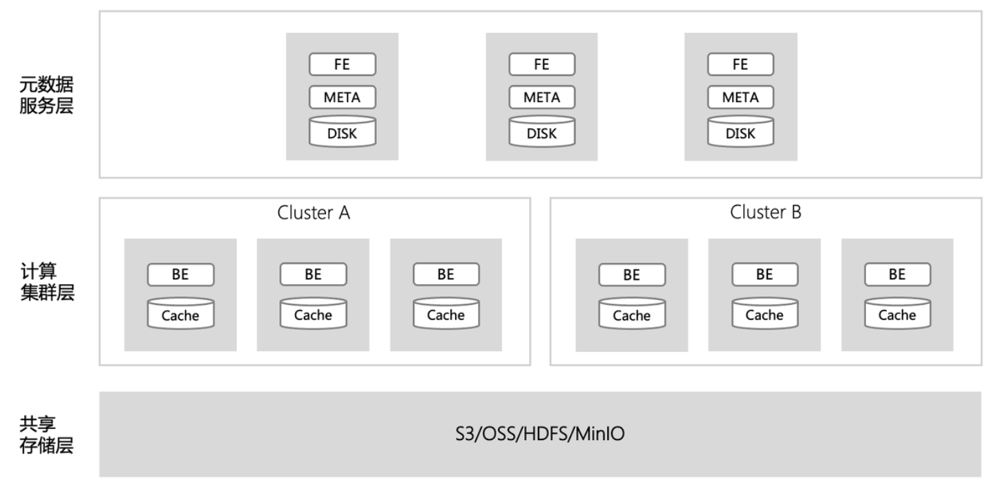 元数据
服务层
FE
META
DISK
FE
META
DISK
FE
META
DISK
计算
集群层
Cluster A
BE
Cache
BE
Cache
BE
Cache
Cluster B
BE
Cache
BE
Cache
BE
Cache
共享
存储层
S3/OSS/HDFS/MinIO